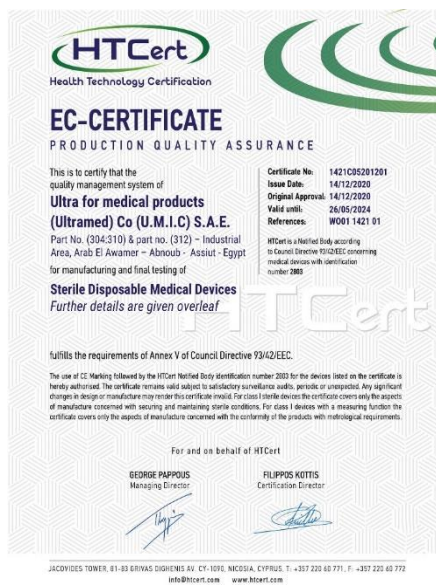 HTCert
Health Technology Certification
EC-CERTIFICATE
PRODUCTION QUALITY ASSURANCE
This is to certify that the
quality management system of
Ultra for medical products
(Ultramed) Co (U.M.I.C) S.A.E.
Part No. (304:310) & part no. (312) – Industrial
Area, Arab El Awamer – Abnoub - Assiut - Egypt
for manufacturing and final testing of
Sterile Disposable Medical Devices
Further details are given overleaf
Certificate No: 1421C05201201
Issue Date: 14/12/2020
Original Approval: 14/12/2020
Valid until: 26/05/2024
References: W001 1421 01
HTCert is a Notified Body according
to Council Directive 93/42/EEC concerning
medical devices with identification
number 2803
HTCert
fulfills the requirements of Annex V of Council Directive 93/42/EEC.
The use of CE Marking followed by the HTCert Notified Body identification number 2803 for the devices listed on the certificate is
hereby authorised. The certificate remains valid subject to satisfactory surveillance audits, periodic or unexpected. Any significant
changes in design or manufacture may render this certificate invalid. For class I sterile devices the certificate covers only the aspects
of manufacture concerned with securing and maintaining sterile conditions. For class I devices with a measuring function the
certificate covers only the aspects of manufacture concerned with the conformity of the products with metrological requirements.
For and on behalf of HTCert
GEORGE PAPPOUS
Managing Director
FILIPPOS KOTTIS
Certification Director
JACOVIDES TOWER, 81-83 GRIVAS DIGHENIS AV. CY-1090, NICOSIA, CYPRUS, T: +357 220 60 771, F: +357 220 60 772
info@htcert.com www.htcert.com